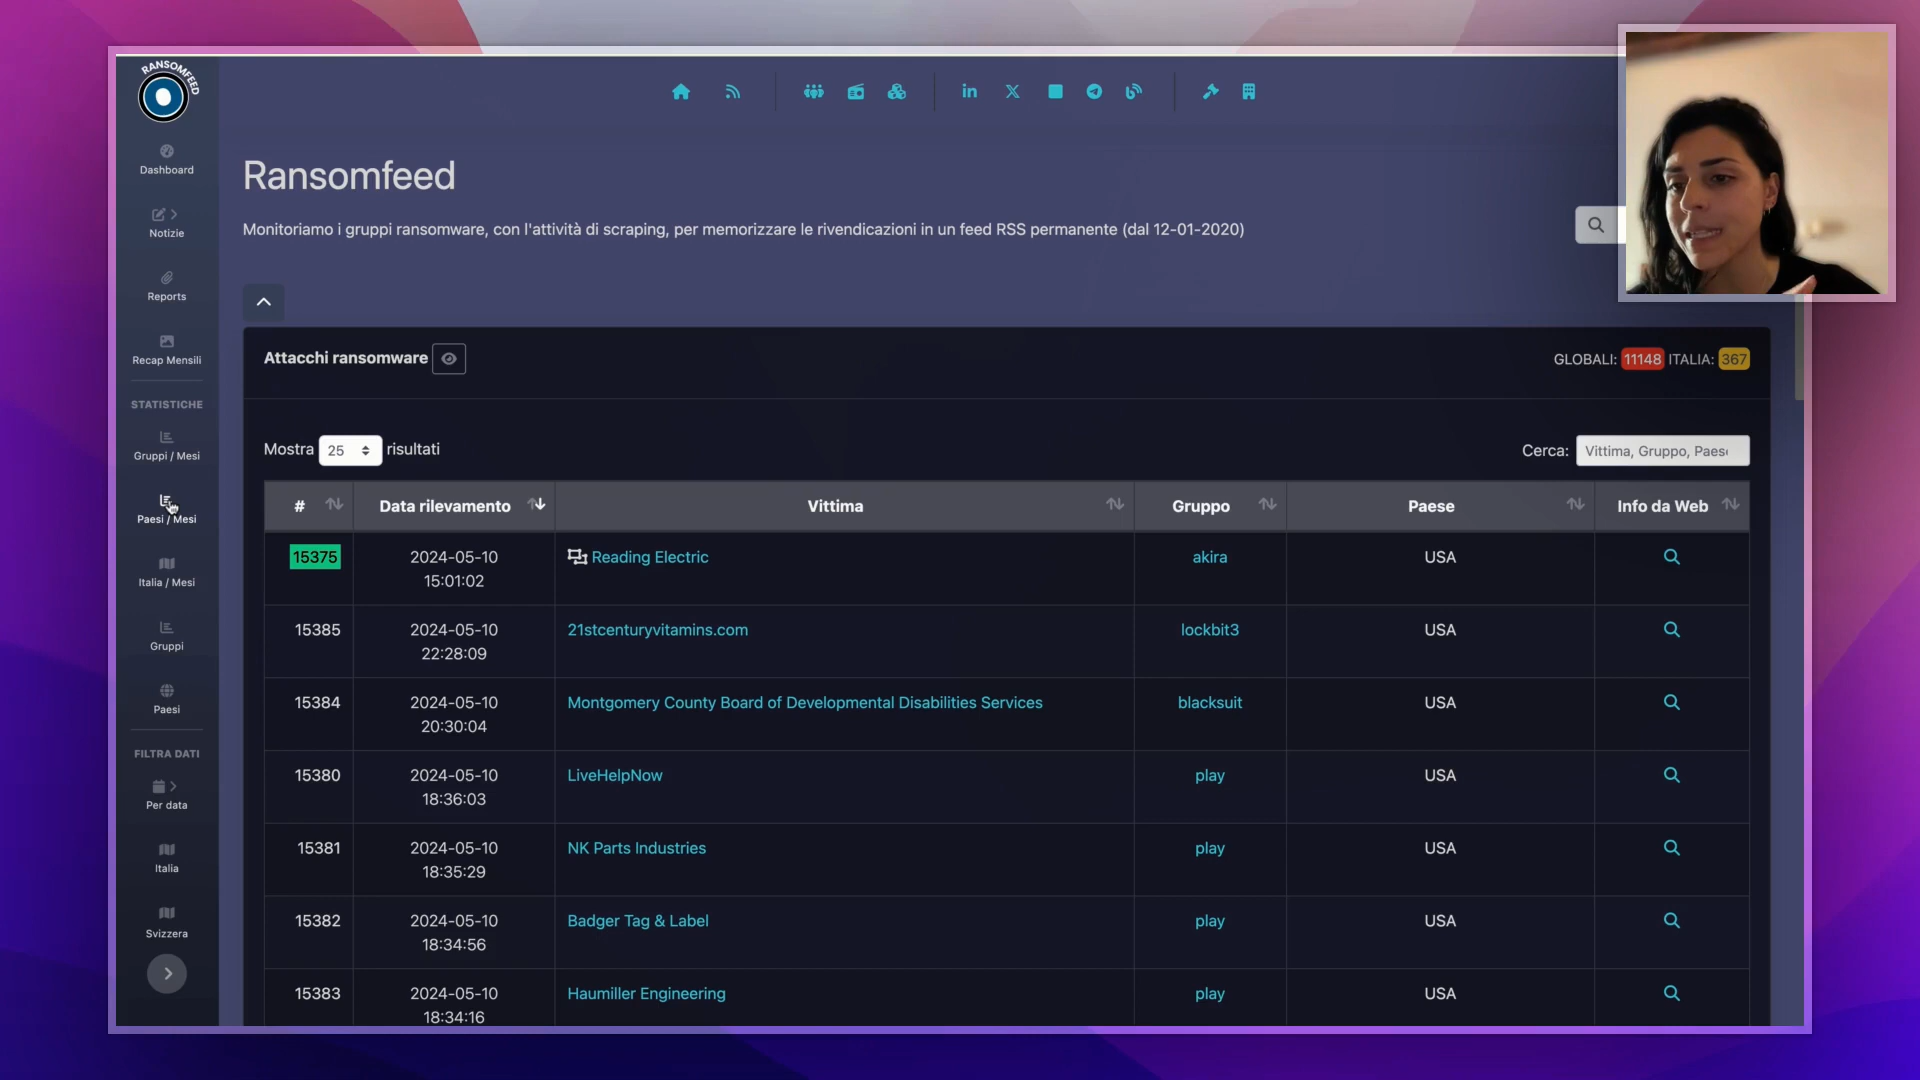 RANSOMFEED
Dashboard
Notizie
Reports
Recap Mensili
STATISTICHE
Gruppi / Mesi
Paesi / Mesi
Italia / Mesi
Gruppi
Paesi
FILTRA DATI
Per data
Italia
Svizzera
Ransomfeed
Monitoriamo i gruppi ransomware, con l'attività di scraping, per memorizzare le rivendicazioni in un feed RSS permanente (dal 12-01-2020)
Attacchi ransomware
GLOBALI: 11148 ITALIA: 367
Mostra 25 risultati
Cerca: Vittima, Gruppo, Paes
# Data rilevamento Vittima Gruppo Paese Info da Web
15375 2024-05-10 Reading Electric akira USA
15:01:02
15385 2024-05-10 21stcenturyvitamins.com lockbit3 USA
22:28:09
15384 2024-05-10 Montgomery County Board of Developmental Disabilities Services blacksuit USA
20:30:04
15380 2024-05-10 LiveHelpNow play USA
18:36:03
15381 2024-05-10 NK Parts Industries play USA
18:35:29
15382 2024-05-10 Badger Tag & Label play USA
18:34:56
15383 2024-05-10 Haumiller Engineering play USA
18:34:16